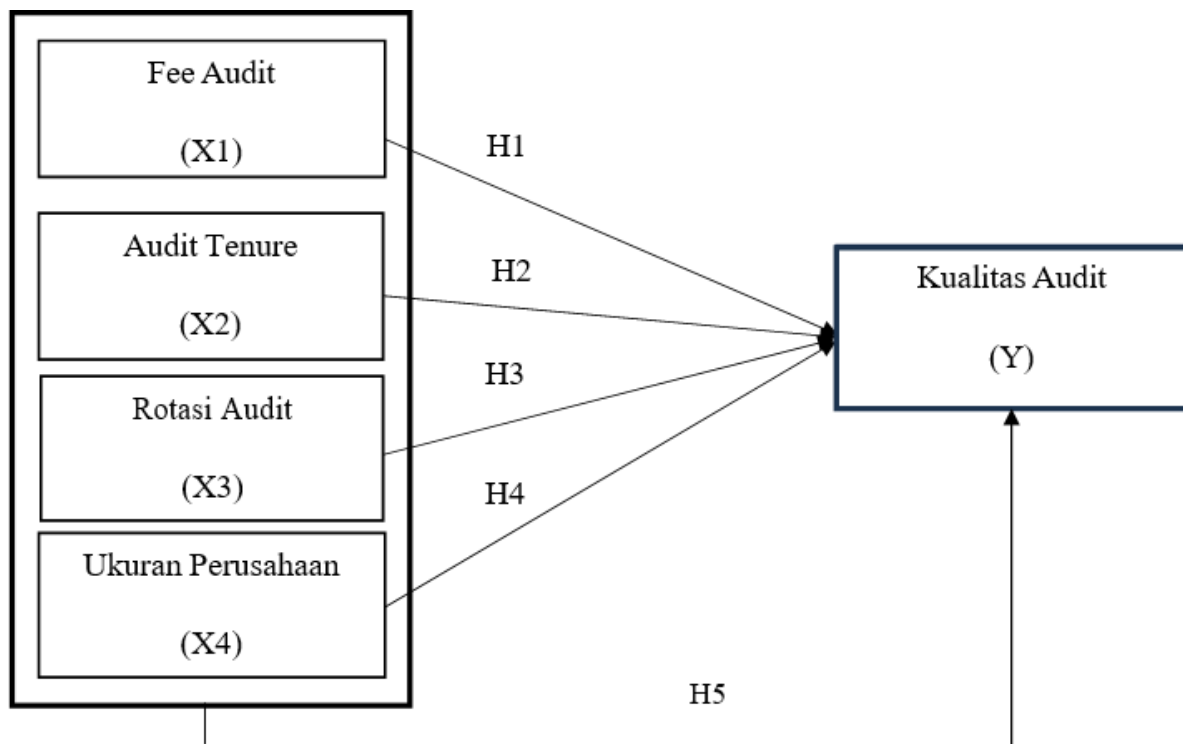 Fee Audit
(X1)
Audit Tenure
(X2)
Rotasi Audit
(X3)
Ukuran Perusahaan
(X4)
H1
H2
H3
H4
H5
Kualitas Audit
(Y)